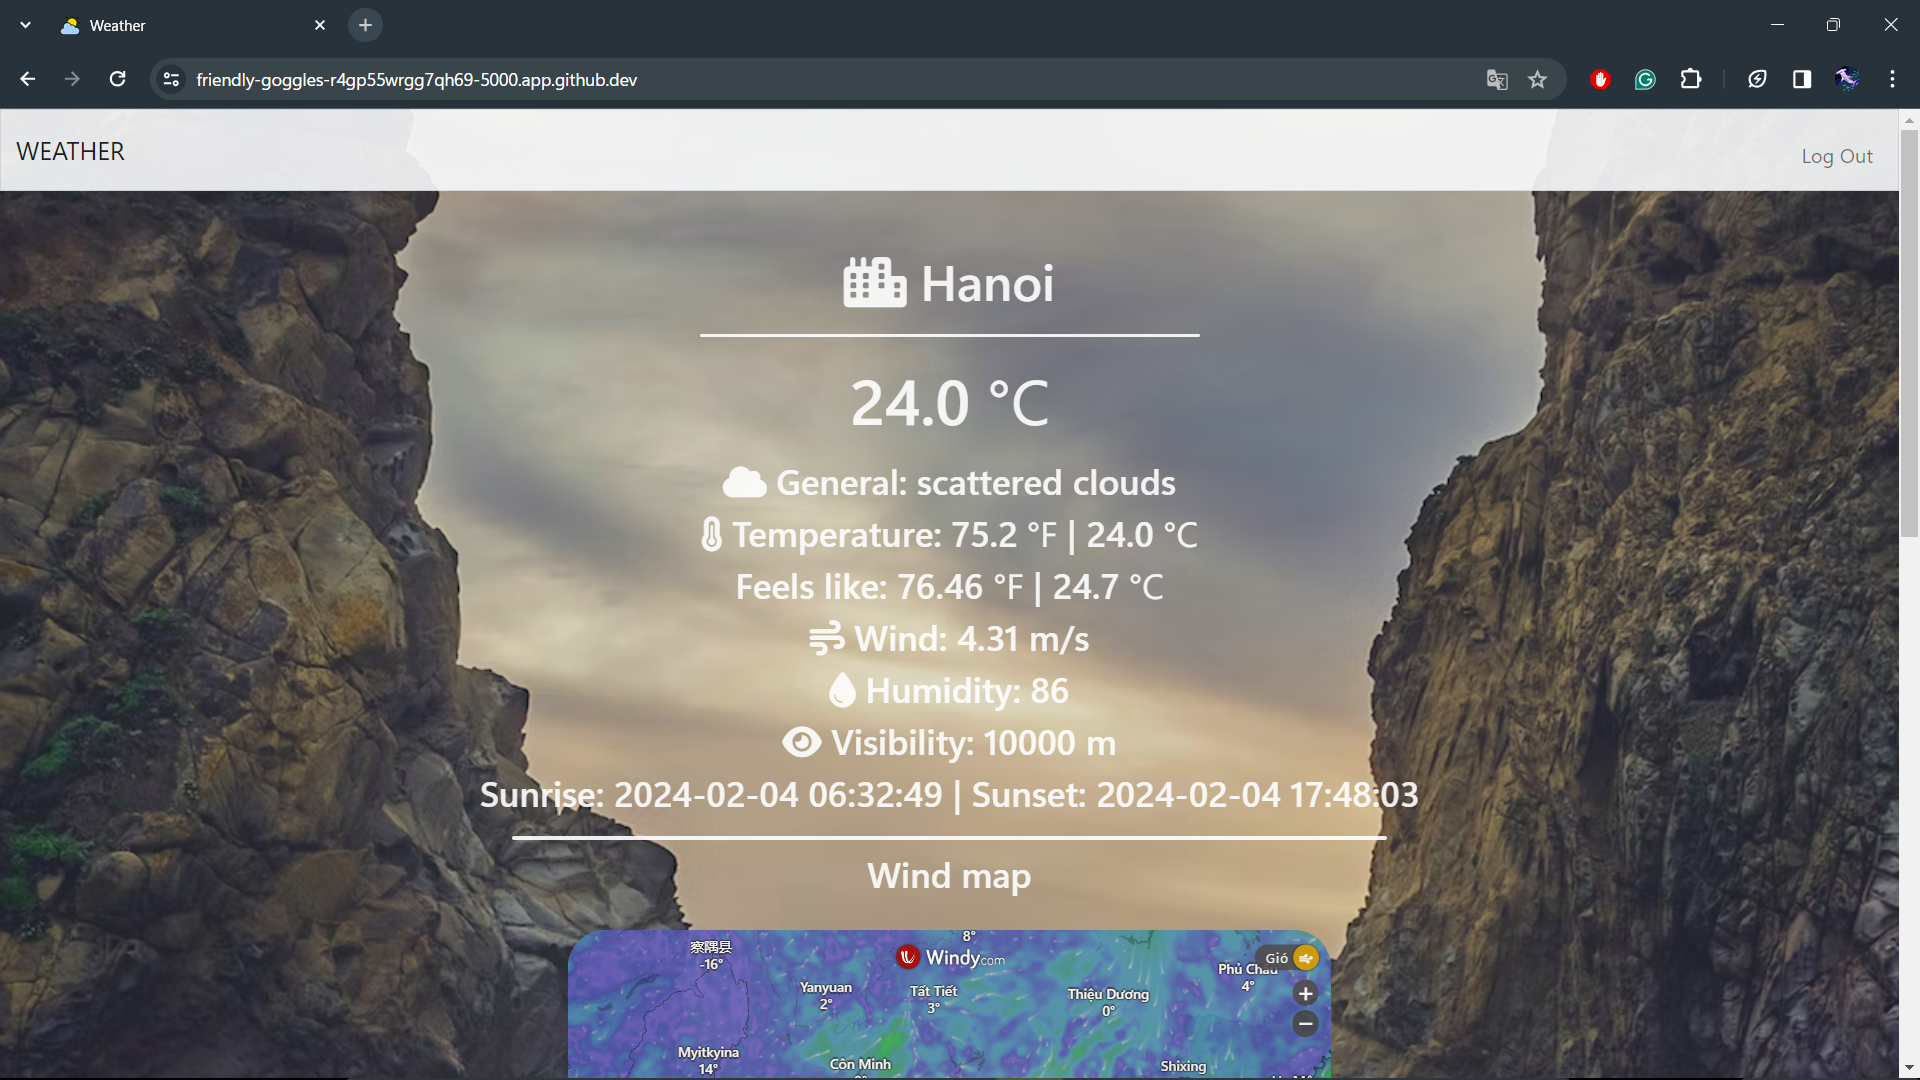 Weather
friendly-goggles-r4gp55wrgg7qh69-5000.app.github.dev
WEATHER
Log Out
Hanoi
24.0 °C
General: scattered clouds
Temperature: 75.2 °F | 24.0 °C
Feels like: 76.46 °F | 24.7 °C
Wind: 4.31 m/s
Humidity: 86
Visibility: 10000 m
Sunrise: 2024-02-04 06:32:49 | Sunset: 2024-02-04 17:48:03
Wind map
8°
察隅县
-16°
Windy.com
Gió
Phủ Châu
4°
Yanyuan
2°
Tất Tiết
3°
Thiệu Dương
0°
Myitkyina
14°
Côn Minh
Shixing